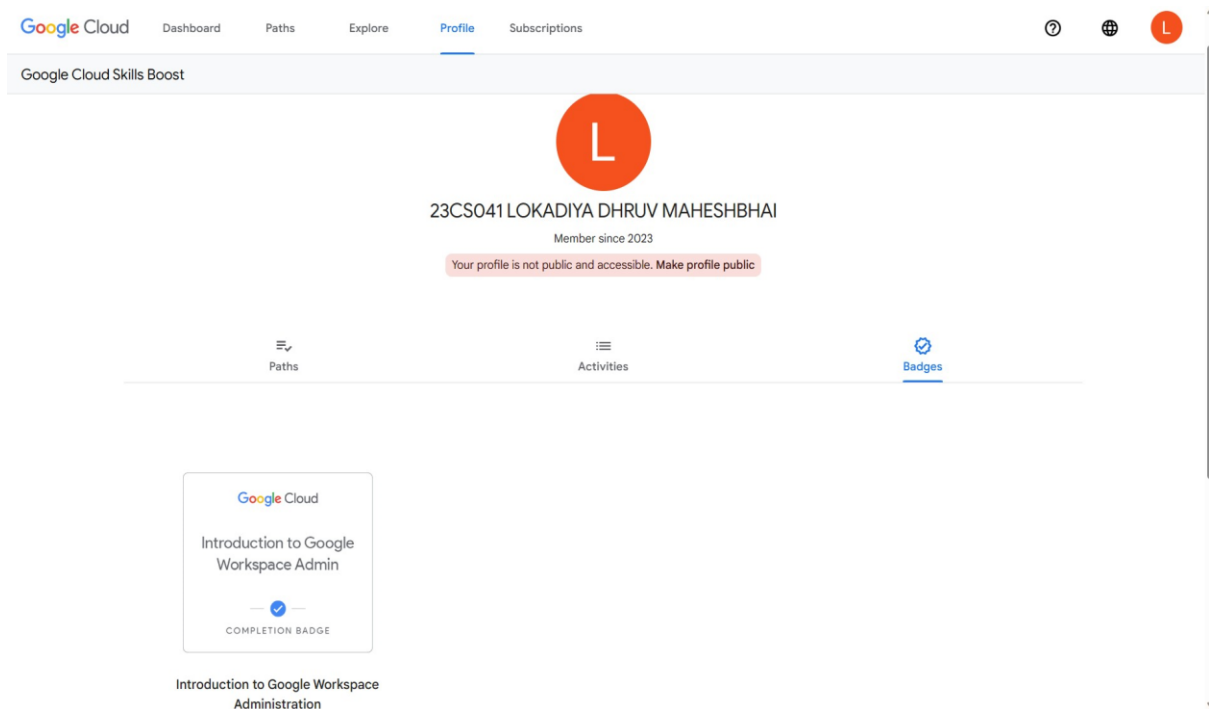 Google Cloud Dashboard Paths Explore Profile Subscriptions L
Google Cloud Skills Boost
L
23CS041 LOKADIYA DHRUV MAHESHBHAI
Member since 2023
Your profile is not public and accessible. Make profile public
Paths Activities Badges
Google Cloud
Introduction to Google
Workspace Admin
COMPLETION BADGE
Introduction to Google Workspace
Administration